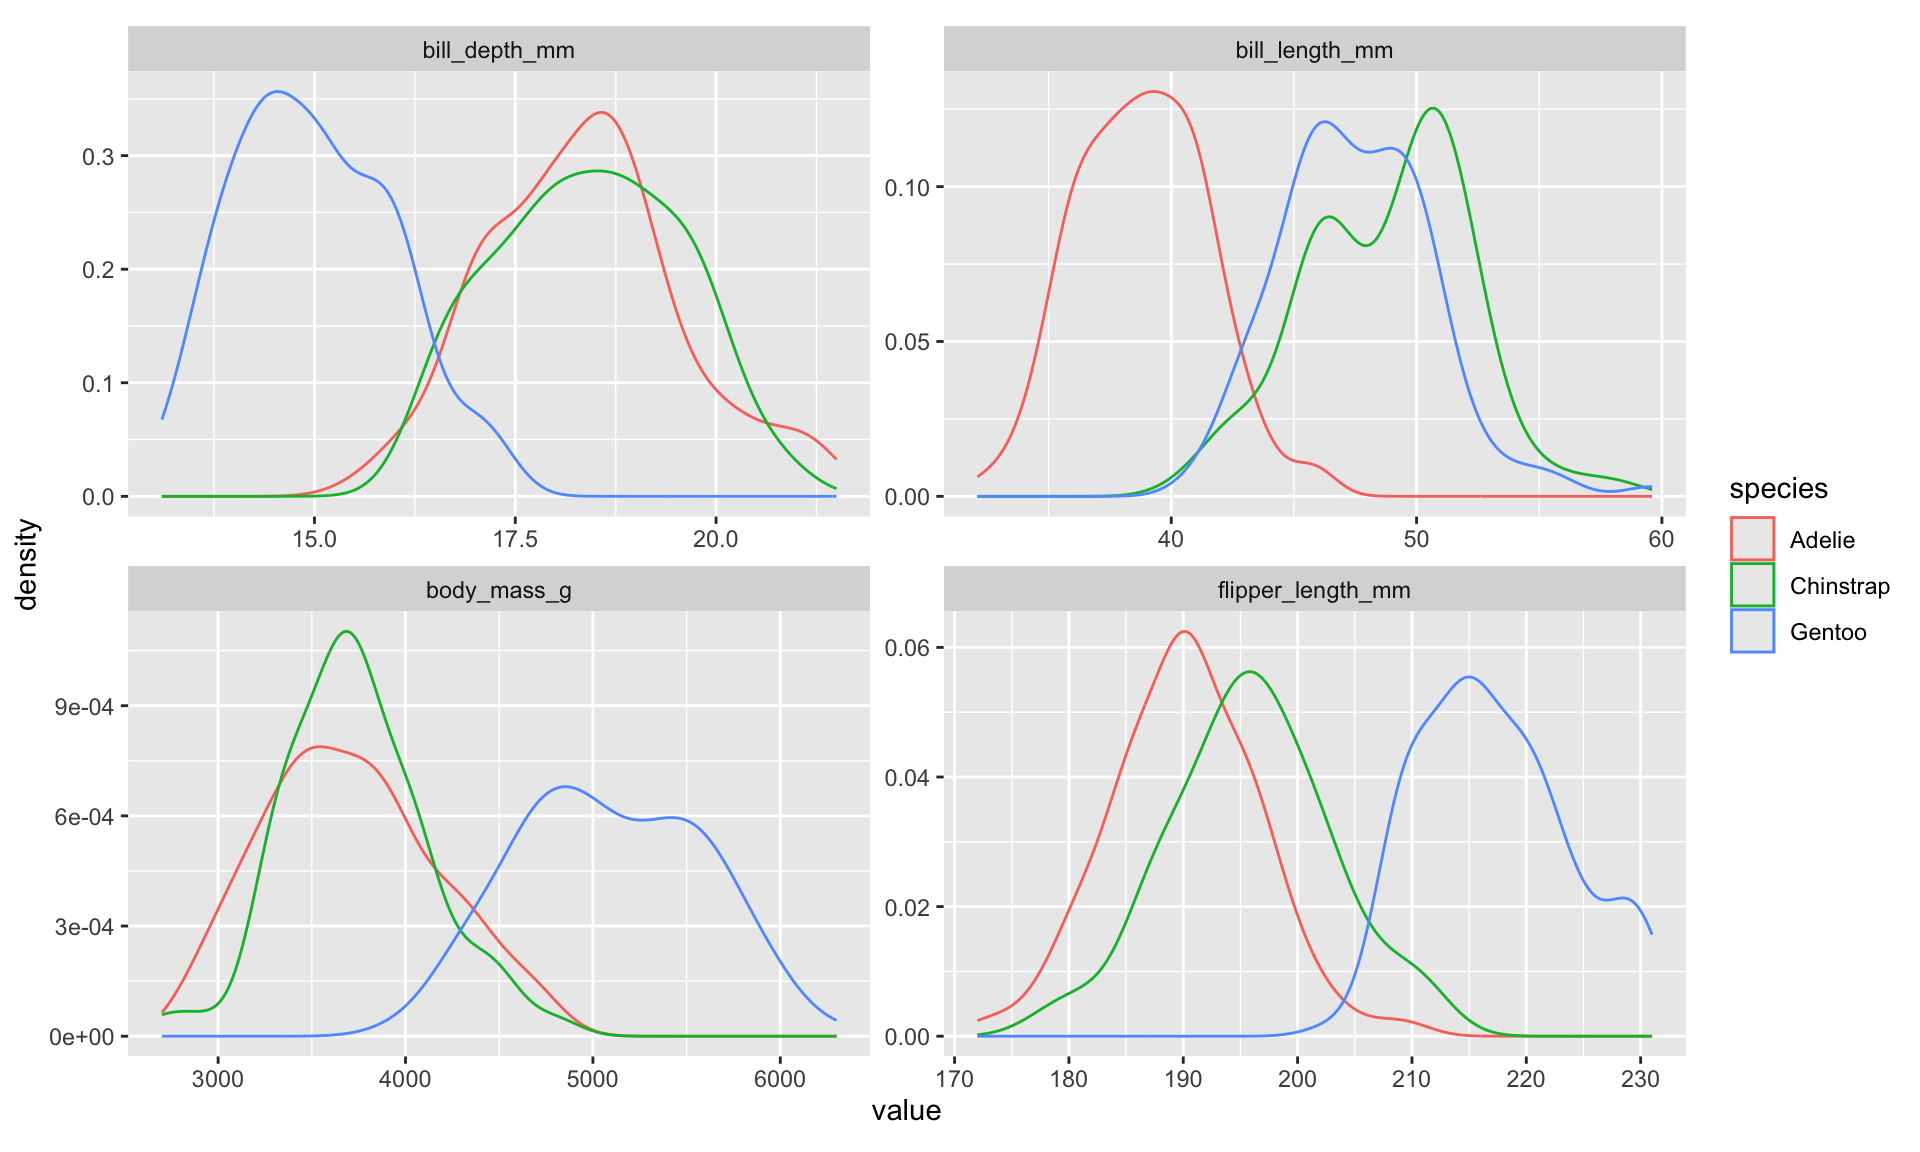 bill_depth_mm
bill_length_mm
0.3
0.2
0.1
0.0
15.0 17.5 20.0
0.10
0.05
0.00
40 50 60
density
body_mass_g
flipper_length_mm
9e-04
6e-04
3e-04
0e+00
3000 4000 5000 6000
0.06
0.04
0.02
0.00
170 180 190 200 210 220 230
value
species
Adelie
Chinstrap
Gentoo